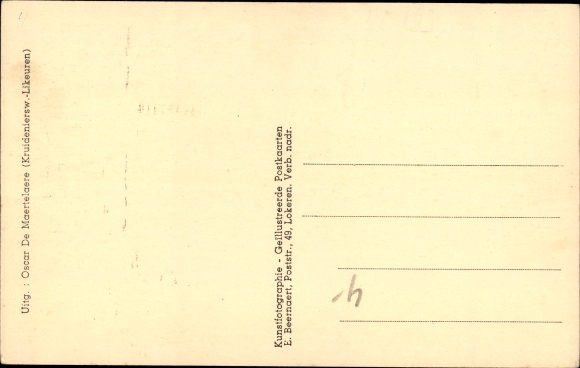 Uitg. : Oscar De Maertelaere (Kruideniersw.-Likeuren)
Kunstfotographie - Geïllustreerde Postkaarten
E. Beernaert, Poststr., 49, Lokeren. Verb. nadr.
4-